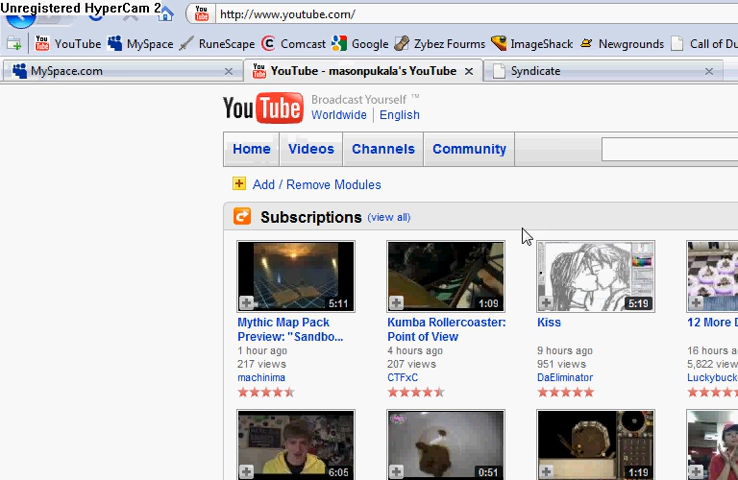 Unregistered HyperCam 2
http://www.youtube.com/
YouTube MySpace RuneScape Comcast Google Zybez Fourms ImageShack Newgrounds Call of Du
MySpace.com YouTube - masonpukala's YouTube Syndicate
YouTube Broadcast Yourself ™
Worldwide English
Home Videos Channels Community
Add / Remove Modules
Subscriptions (view all)
5:11 1:09 5:19
Mythic Map Pack Kumba Rollercoaster: Kiss 12 More D
Preview: "Sandbo... Point of View
1 hour ago 4 hours ago 9 hours ago 16 hours a
217 views 207 views 951 views 5,822 view
machinima CTFxC DaEliminator Luckybuck
6:05 0:51 1:19